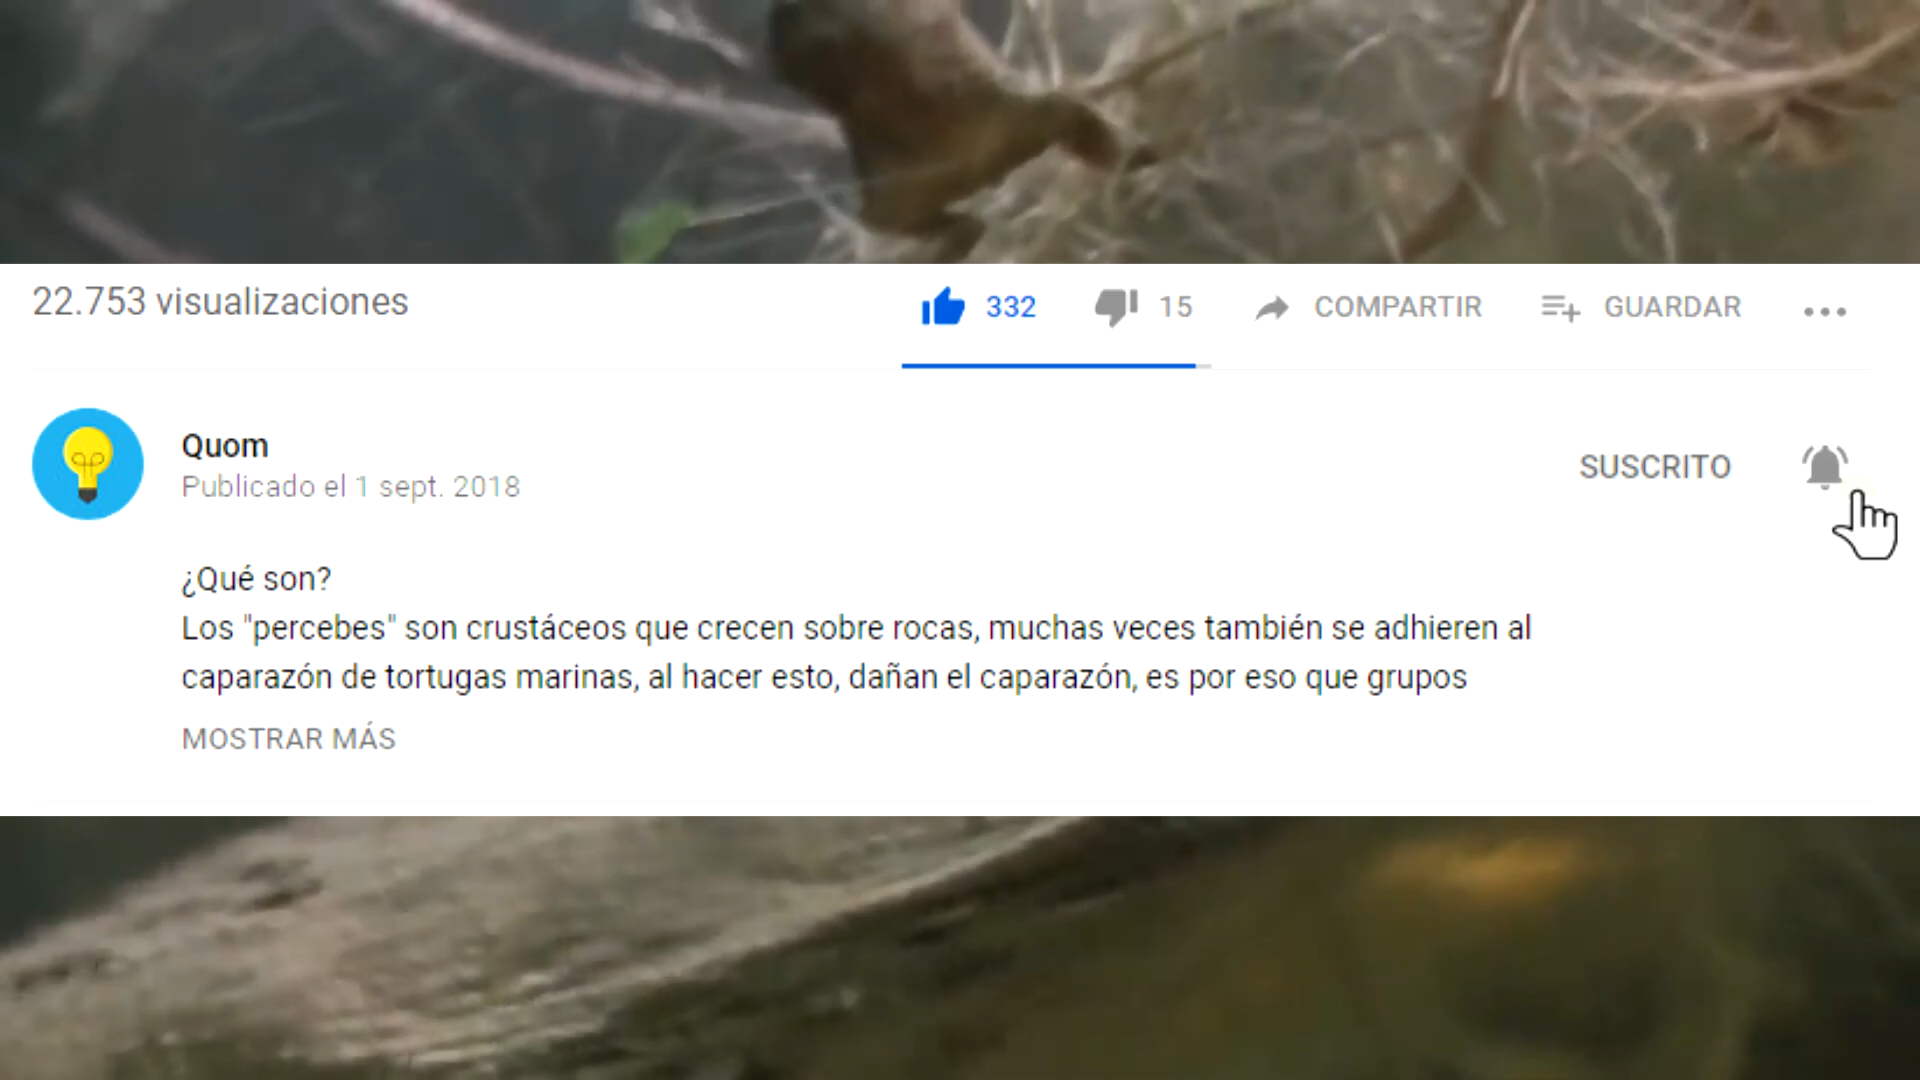 22.753 visualizaciones
332
15
COMPARTIR
GUARDAR
Quom
SUSCRITO
Publicado el 1 sept. 2018
¿Qué son?
Los "percebes" son crustáceos que crecen sobre rocas, muchas veces también se adhieren al
caparazón de tortugas marinas, al hacer esto, dañan el caparazón, es por eso que grupos
MOSTRAR MÁS